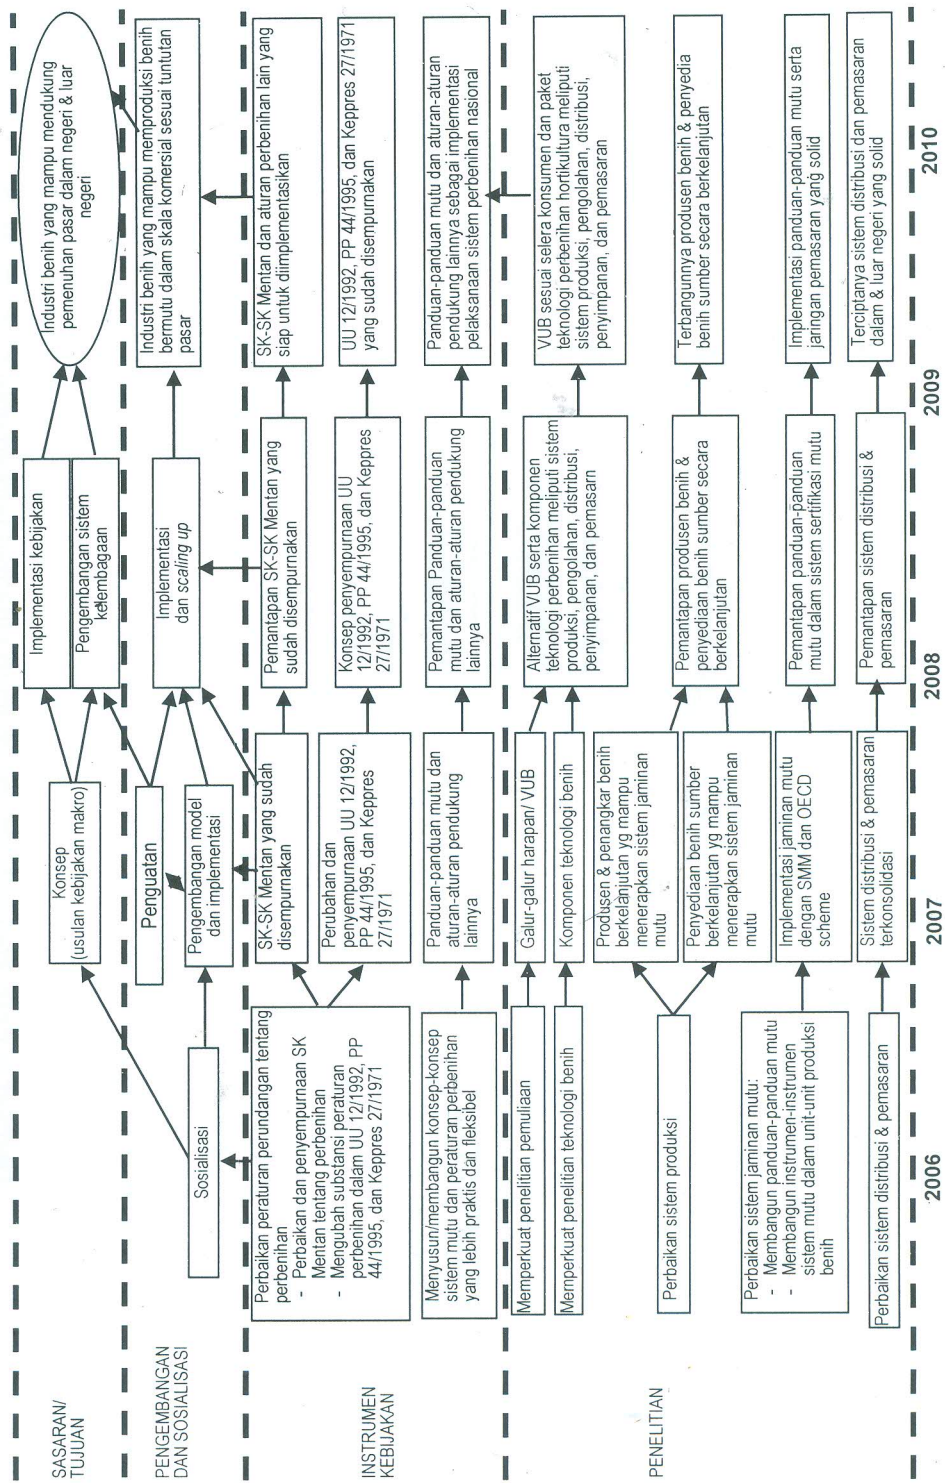 SASARAN/
TUJUAN
Konsep
(usulan kebijakan makro)
Implementasi kebijakan
Pengembangan sistem
kelembagaan
Industri benih yang mampu mendukung
pemenuhan pasar dalam negeri & luar
negeri
PENGEMBANGAN
DAN SOSIALISASI
Sosialisasi
Penguatan
Pengembangan model
dan implementasi
Implementasi
dan scaling up
Industri benih yang mampu memproduksi benih
bermutu dalam skala komersial sesuai tuntutan
pasar
INSTRUMEN
KEBIJAKAN
Perbaikan peraturan perundangan tentang
perbenihan
- Perbaikan dan penyempurnaan SK
Mentan tentang perbenihan
- Mengubah substansi peraturan
perbenihan dalam UU 12/1992, PP
44/1995, dan Keppres 27/1971
SK-SK Mentan yang sudah
disempurnakan
Pemantapan SK-SK Mentan yang
sudah disempurnakan
SK-SK Mentan dan aturan perbenihan lain yang
siap untuk diimplementasikan
Perubahan dan
penyempurnaan UU 12/1992,
PP 44/1995, dan Keppres
27/1971
Konsep penyempurnaan UU
12/1992, PP 44/1995, dan Keppres
27/1971
UU 12/1992, PP 44/1995, dan Keppres 27/1971
yang sudah disempurnakan
Menyusun/membangun konsep-konsep
sistem mutu dan peraturan perbenihan
yang lebih praktis dan fleksibel
Panduan-panduan mutu dan
aturan-aturan pendukung
lainnya
Pemantapan Panduan-panduan
mutu dan aturan-aturan pendukung
lainnya
Panduan-panduan mutu dan aturan-aturan
pendukung lainnya sebagai implementasi
pelaksanaan sistem perbenihan nasional
PENELITIAN
Memperkuat penelitian pemuliaan
Galur-galur harapan/ VUB
Memperkuat penelitian teknologi benih
Komponen teknologi benih
Alternatif VUB serta komponen
teknologi perbenihan meliputi sistem
produksi, pengolahan, distribusi,
penyimpanan, dan pemasarn
VUB sesuai selera konsumen dan paket
teknologi perbenihan hortikultura meliputi
sistem produksi, pengolahan, distribusi,
penyimpanan, dan pemasaran
Perbaikan sistem produksi
Produsen & penangkar benih
berkelanjutan yg mampu
menerapkan sistem jaminan
mutu
Penyediaan benih sumber
berkelanjutan yg mampu
menerapkan sistem jaminan
mutu
Pemantapan produsen benih &
penyediaan benih sumber secara
berkelanjutan
Terbangunnya produsen benih & penyedia
benih sumber secara berkelanjutan
Perbaikan sistem jaminan mutu:
- Membangun panduan-panduan mutu
- Membangun instrumen-instrumen
sistem mutu dalam unit-unit produksi
benih
Implementasi jaminan mutu
dengan SMM dan OECD
scheme
Pemantapan panduan-panduan
mutu dalam sistem sertifikasi mutu
Implementasi panduan-panduan mutu serta
jaringan pemasaran yang solid
Perbaikan sistem distribusi & pemasaran
Sistem distribusi & pemasaran
terkonsolidasi
Pemantapan sistem distribusi &
pemasaran
Terciptanya sistem distribusi dan pemasaran
dalam & luar negeri yang solid
2006
2007
2008
2009
2010